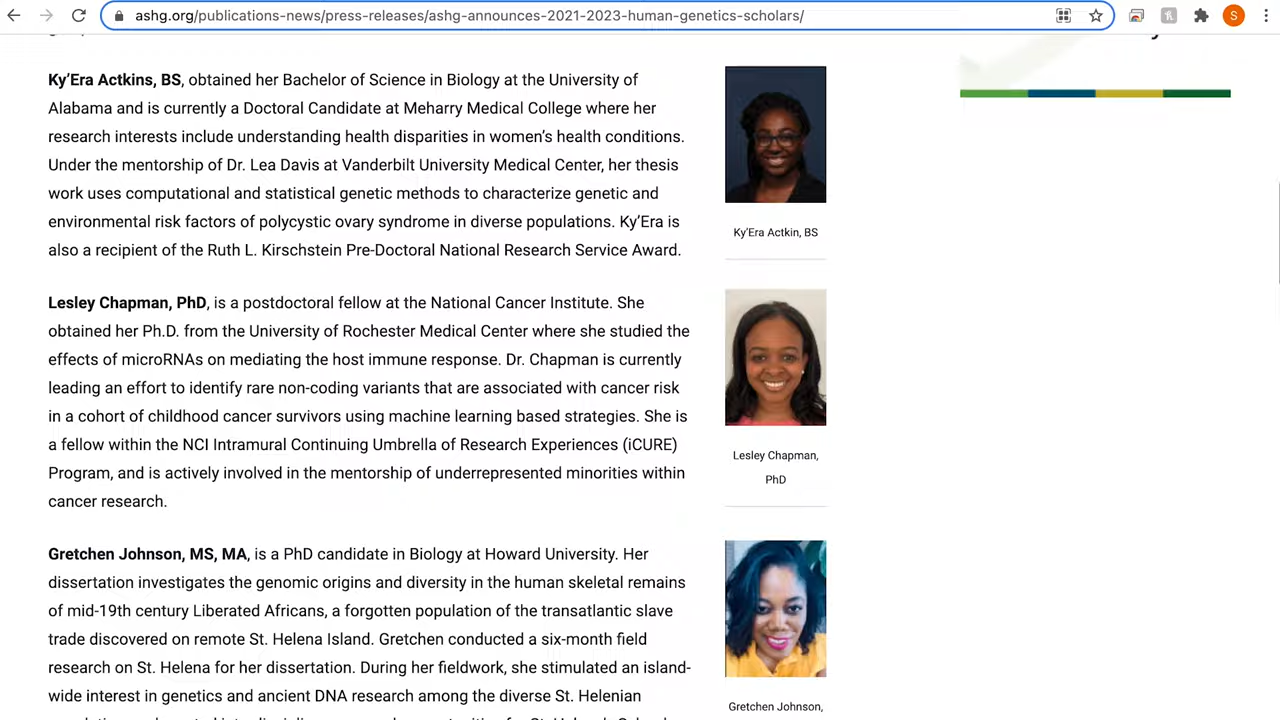 ashg.org/publications-news/press-releases/ashg-announces-2021-2023-human-genetics-scholars/
S
Ky’Era Actkins, BS, obtained her Bachelor of Science in Biology at the University of
Alabama and is currently a Doctoral Candidate at Meharry Medical College where her
research interests include understanding health disparities in women’s health conditions.
Under the mentorship of Dr. Lea Davis at Vanderbilt University Medical Center, her thesis
work uses computational and statistical genetic methods to characterize genetic and
environmental risk factors of polycystic ovary syndrome in diverse populations. Ky’Era is
also a recipient of the Ruth L. Kirschstein Pre-Doctoral National Research Service Award.
Ky’Era Actkin, BS
Lesley Chapman, PhD, is a postdoctoral fellow at the National Cancer Institute. She
obtained her Ph.D. from the University of Rochester Medical Center where she studied the
effects of microRNAs on mediating the host immune response. Dr. Chapman is currently
leading an effort to identify rare non-coding variants that are associated with cancer risk
in a cohort of childhood cancer survivors using machine learning based strategies. She is
a fellow within the NCI Intramural Continuing Umbrella of Research Experiences (iCURE)
Program, and is actively involved in the mentorship of underrepresented minorities within
cancer research.
Lesley Chapman,
PhD
Gretchen Johnson, MS, MA, is a PhD candidate in Biology at Howard University. Her
dissertation investigates the genomic origins and diversity in the human skeletal remains
of mid-19th century Liberated Africans, a forgotten population of the transatlantic slave
trade discovered on remote St. Helena Island. Gretchen conducted a six-month field
research on St. Helena for her dissertation. During her fieldwork, she stimulated an island-
wide interest in genetics and ancient DNA research among the diverse St. Helenian
Gretchen Johnson,